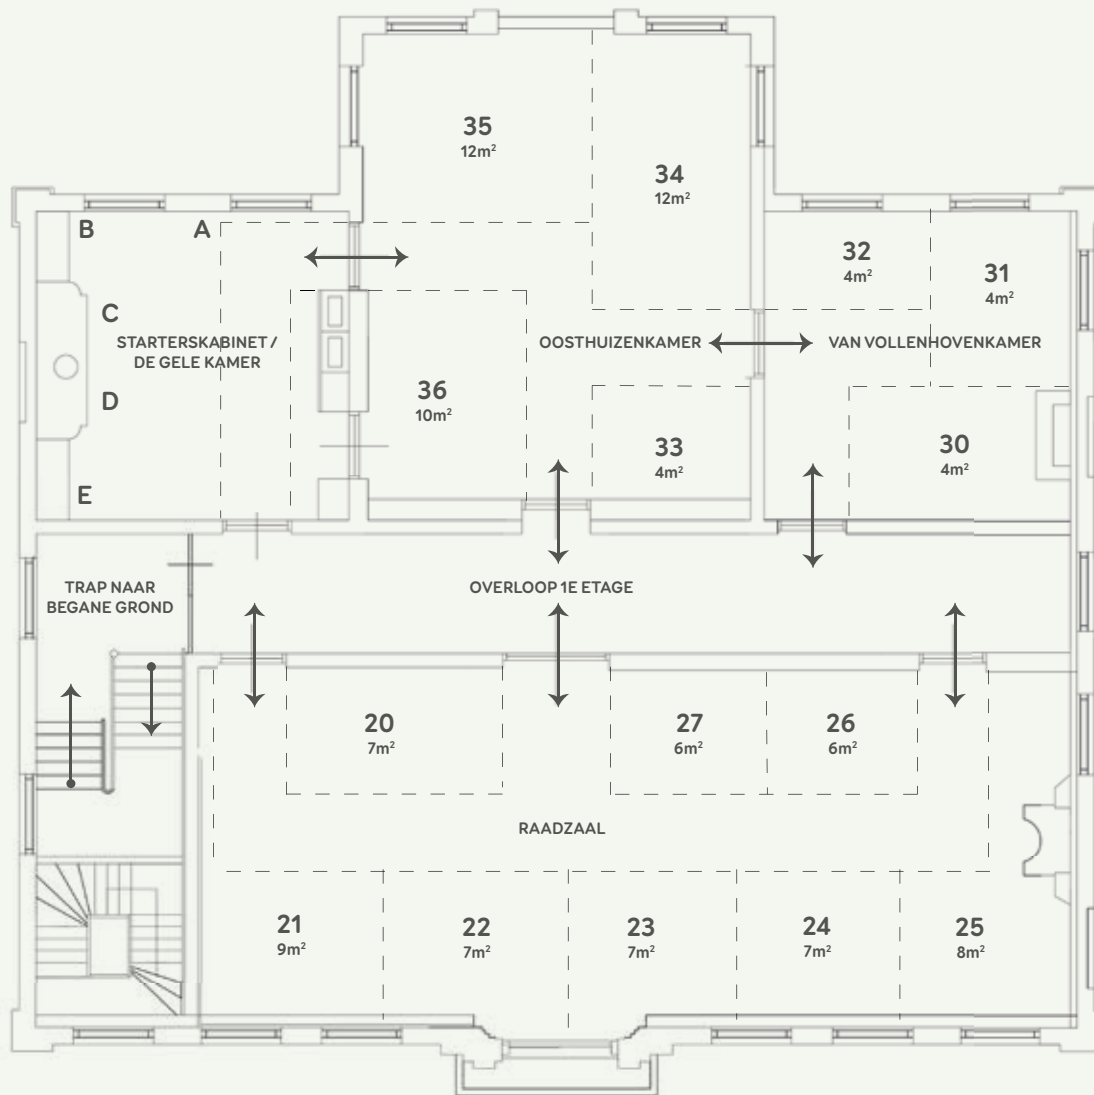 35
12m²
34
12m²
B
A
32
4m²
31
4m²
C
STARTERSKABINET /
DE GELE KAMER
OOSTHUIZENKAMER
VAN VOLLENHOVENKAMER
D
36
10m²
33
4m²
30
4m²
E
TRAP NAAR
BEGANE GROND
OVERLOOP 1E ETAGE
20
7m²
27
6m²
26
6m²
RAADZAAL
21
9m²
22
7m²
23
7m²
24
7m²
25
8m²